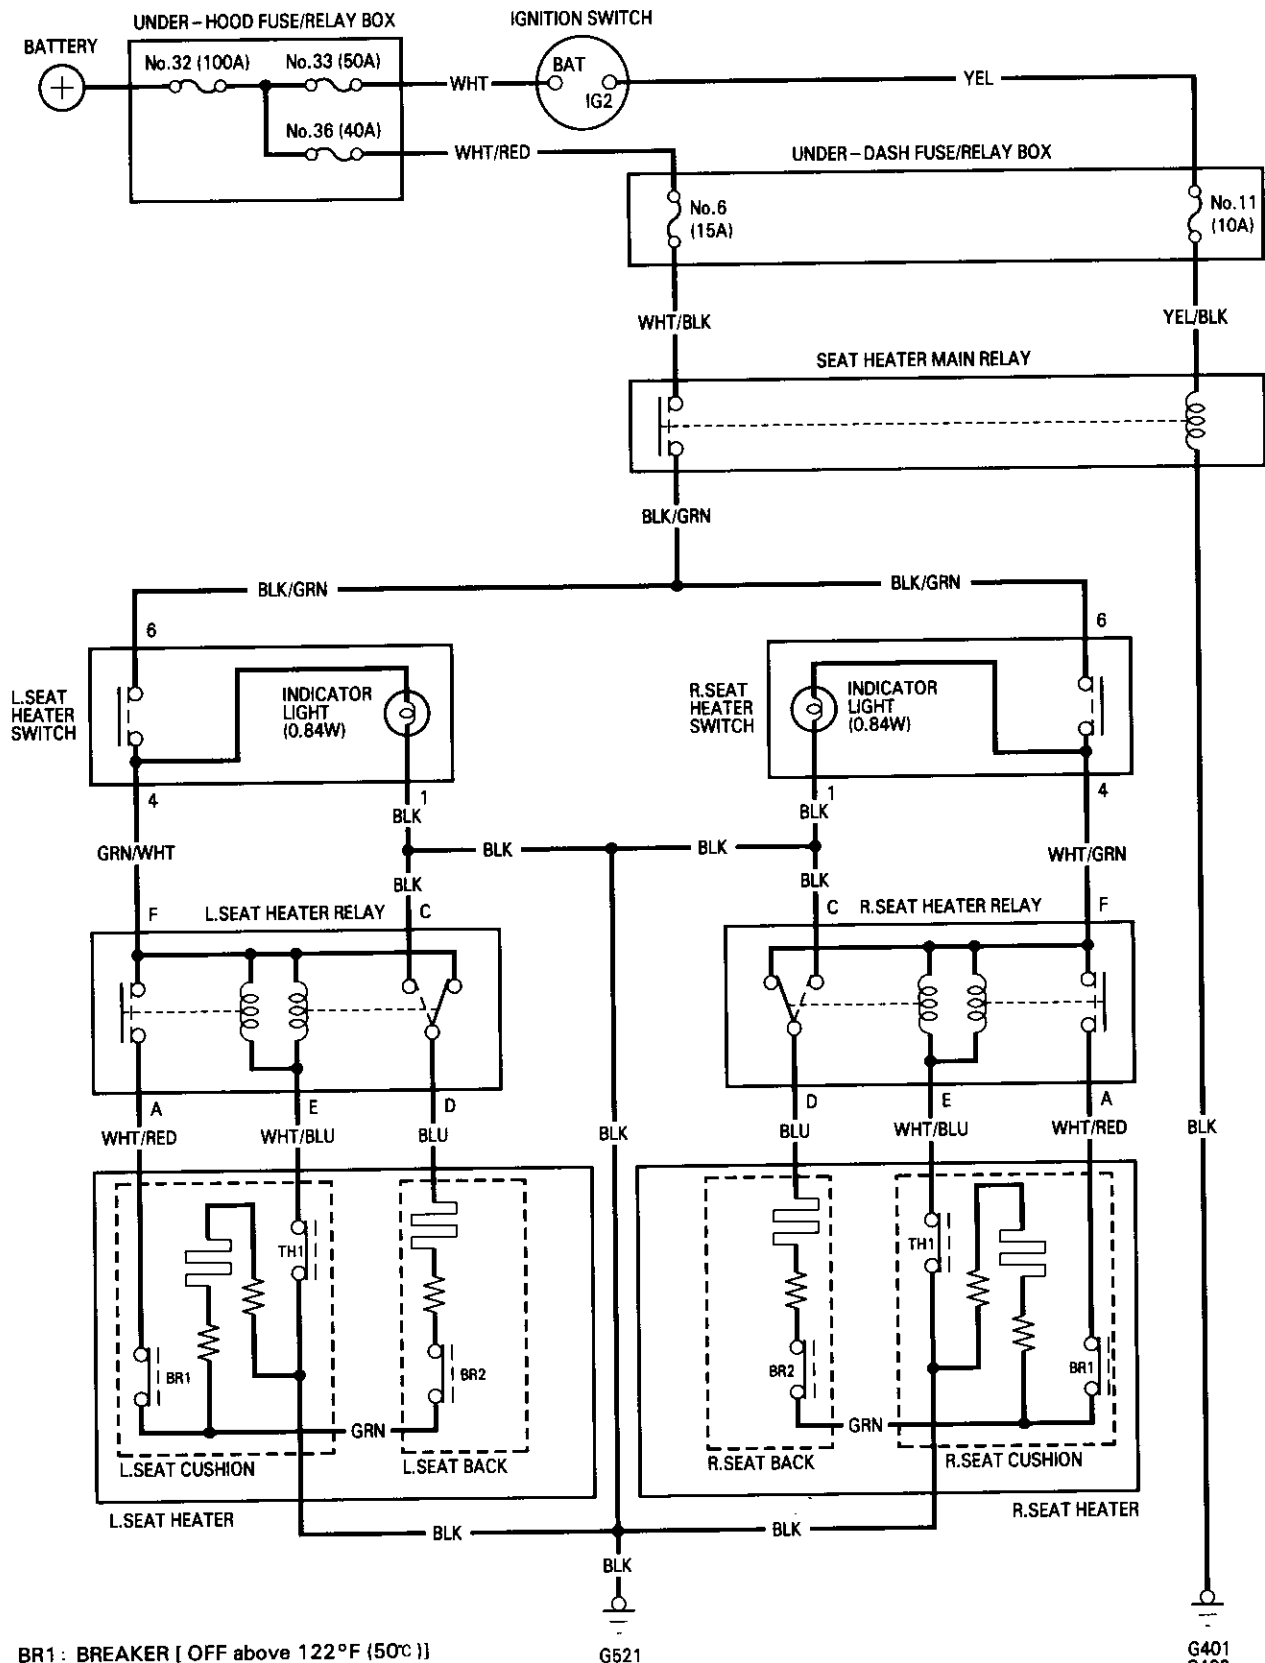 UNDER–HOOD FUSE/RELAY BOX
IGNITION SWITCH
BATTERY
No.32 (100A)
No.33 (50A)
WHT
BAT
IG2
YEL
No.36 (40A)
WHT/RED
UNDER–DASH FUSE/RELAY BOX
No.6
(15A)
No.11
(10A)
WHT/BLK
YEL/BLK
SEAT HEATER MAIN RELAY
BLK/GRN
BLK/GRN
BLK/GRN
6
6
L.SEAT
HEATER
SWITCH
INDICATOR
LIGHT
(0.84W)
R.SEAT
HEATER
SWITCH
INDICATOR
LIGHT
(0.84W)
4
1
1
4
BLK
BLK
GRN/WHT
BLK
BLK
WHT/GRN
BLK
BLK
F
L.SEAT HEATER RELAY
C
C
R.SEAT HEATER RELAY
F
A
E
D
D
E
A
WHT/RED
WHT/BLU
BLU
BLK
BLU
WHT/BLU
WHT/RED
BLK
TH1
TH1
BR1
BR2
BR2
BR1
GRN
GRN
L.SEAT CUSHION
L.SEAT BACK
R.SEAT BACK
R.SEAT CUSHION
L.SEAT HEATER
R.SEAT HEATER
BLK
BLK
BLK
BR1 : BREAKER [ OFF above 122°F (50℃)]
G521
G401